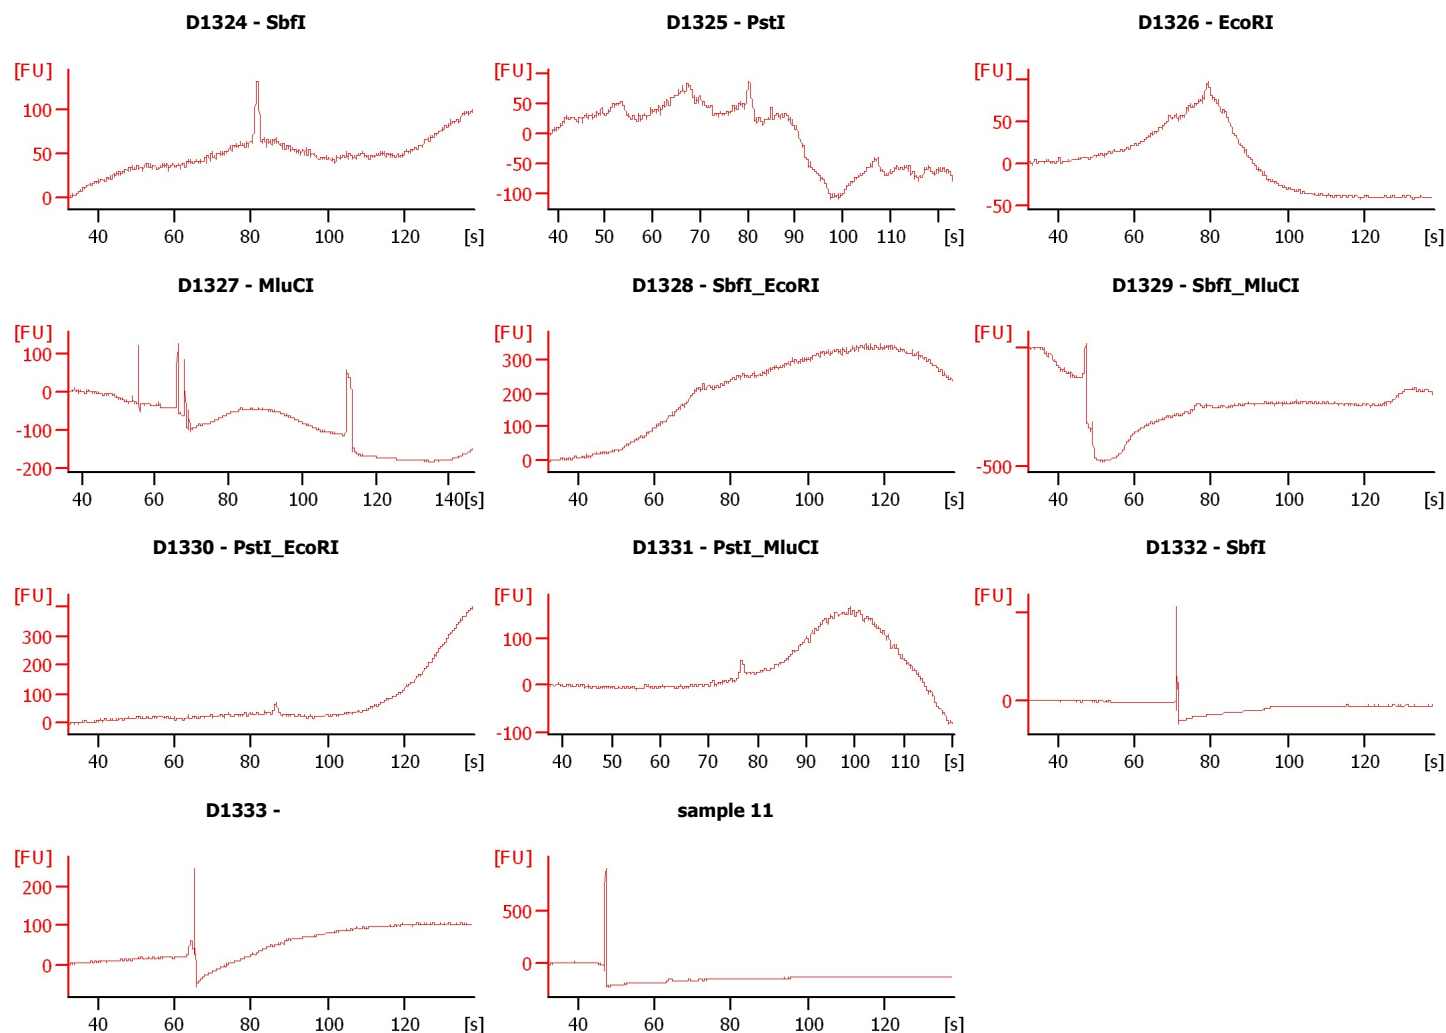 D1324 - SbfI
[FU]
100
50
0
40 60 80 100 120 [s]
D1325 - PstI
[FU]
50
0
-50
-100
40 50 60 70 80 90 100 110 [s]
D1326 - EcoRI
[FU]
50
0
-50
40 60 80 100 120 [s]
D1327 - MluCI
[FU]
100
0
-100
-200
40 60 80 100 120 140[s]
D1328 - SbfI_EcoRI
[FU]
300
200
100
0
40 60 80 100 120 [s]
D1329 - SbfI_MluCI
[FU]
-500
40 60 80 100 120 [s]
D1330 - PstI_EcoRI
[FU]
300
200
100
0
40 60 80 100 120 [s]
D1331 - PstI_MluCI
[FU]
100
0
-100
40 50 60 70 80 90 100 110 [s]
D1332 - SbfI
[FU]
0
40 60 80 100 120 [s]
D1333 -
[FU]
200
100
0
40 60 80 100 120 [s]
sample 11
[FU]
500
0
40 60 80 100 120 [s]